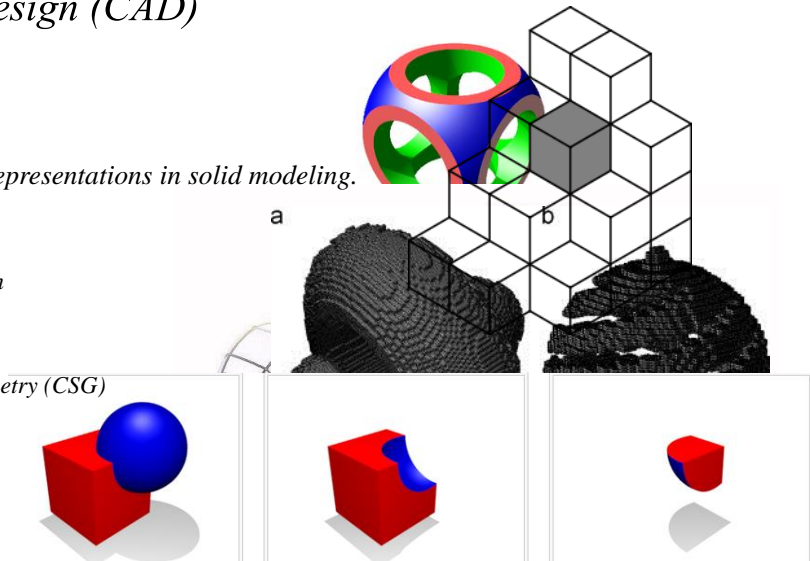 esign (CAD)
epresentations in solid modeling.
a
b
n
etry (CSG)